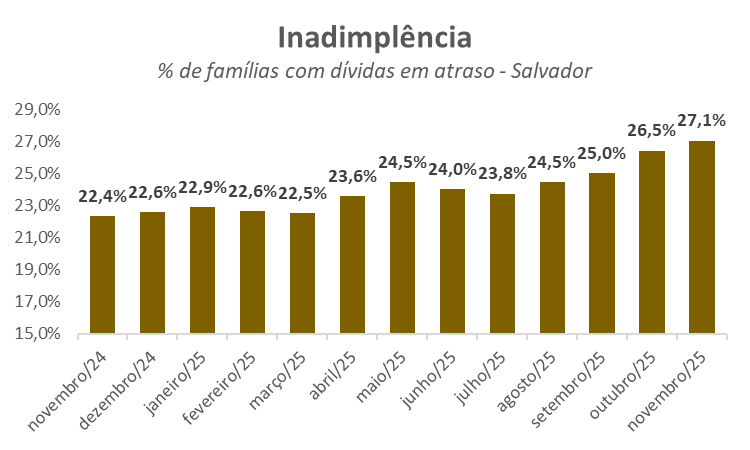 Inadimplência
% de famílias com dívidas em atraso - Salvador
29,0%
27,0%
25,0%
23,0%
21,0%
19,0%
17,0%
15,0%
22,4%
22,6%
22,9%
22,6%
22,5%
23,6%
24,5%
24,0%
23,8%
24,5%
25,0%
26,5%
27,1%
novembro/24
dezembro/24
janeiro/25
fevereiro/25
março/25
abril/25
maio/25
junho/25
julho/25
agosto/25
setembro/25
outubro/25
novembro/25